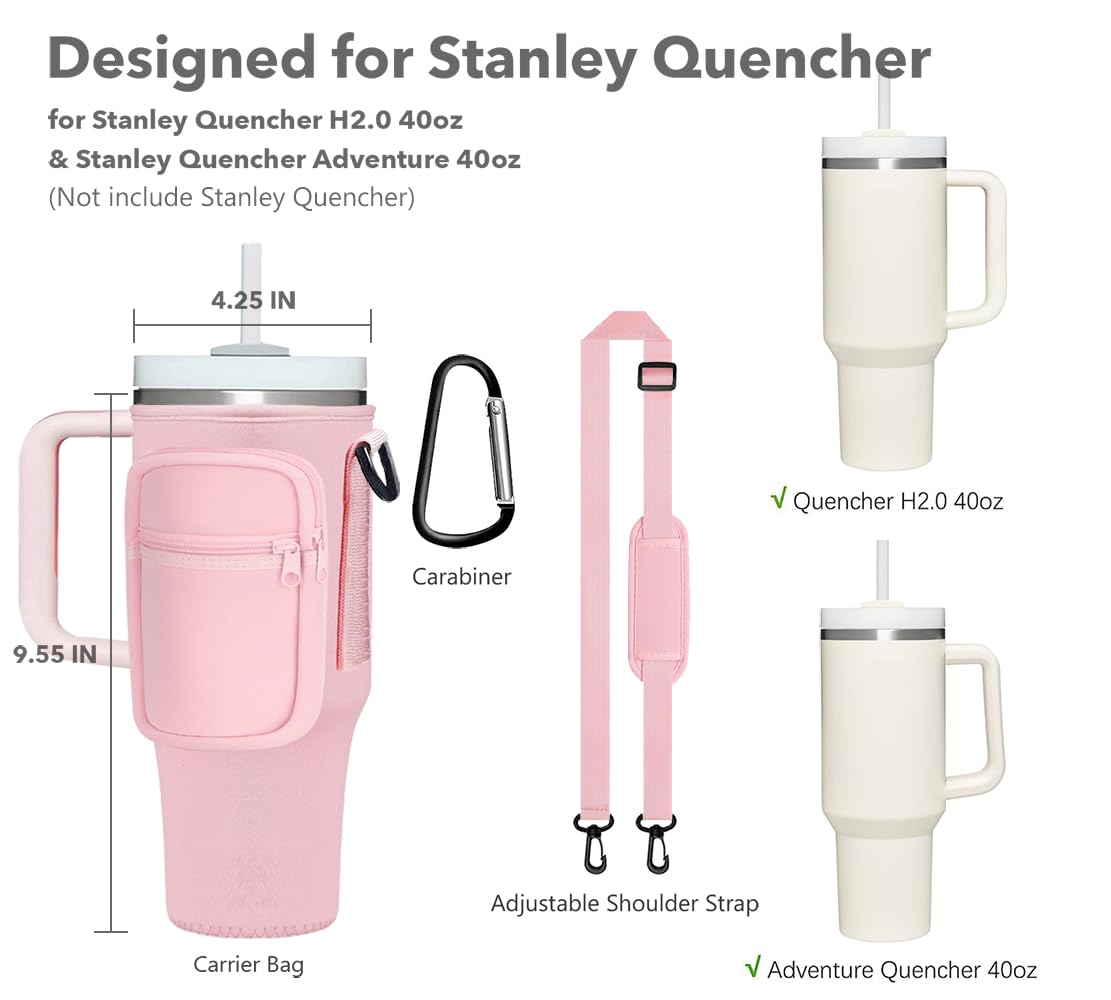 Designed for Stanley Quencher
for Stanley Quencher H2.0 40oz
& Stanley Quencher Adventure 40oz
(Not include Stanley Quencher)
4.25 IN
9.55 IN
Carabiner
√ Quencher H2.0 40oz
Adjustable Shoulder Strap
Carrier Bag
√ Adventure Quencher 40oz